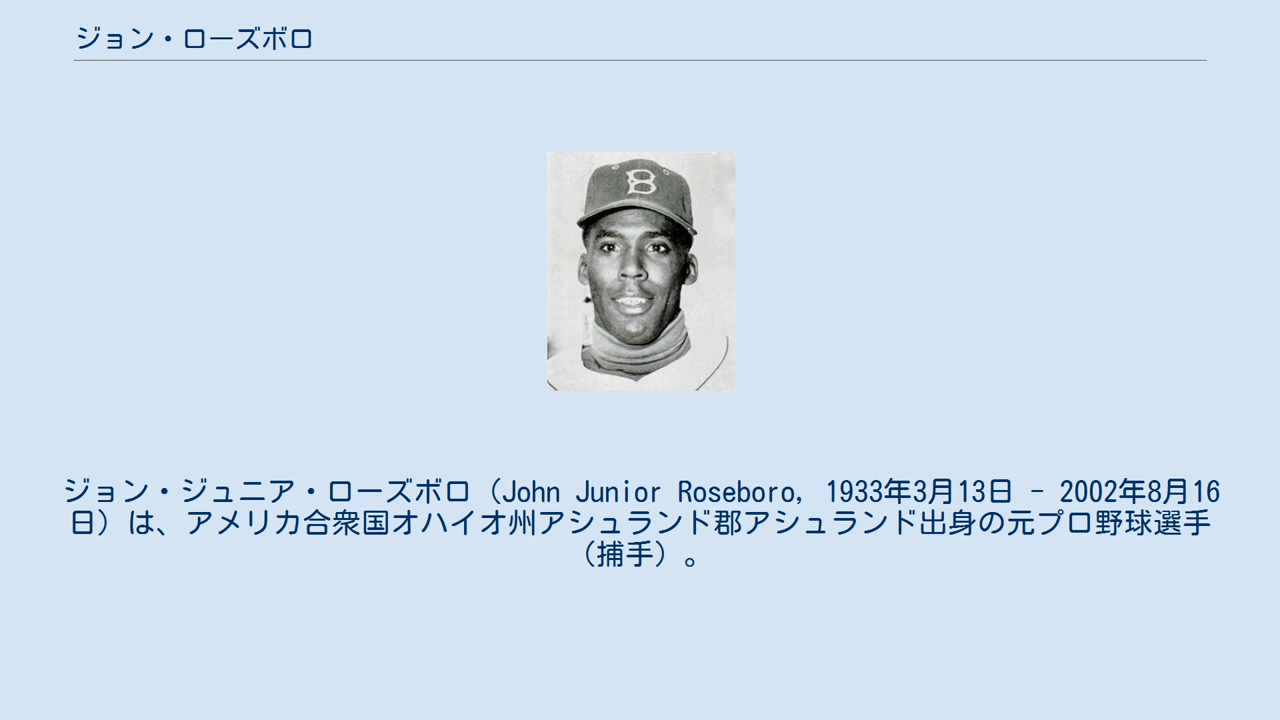 ジョン・ローズボロ
B
ジョン・ジュニア・ローズボロ（John Junior Roseboro, 1933年3月13日 - 2002年8月16
日）は、アメリカ合衆国オハイオ州アシュランド郡アシュランド出身の元プロ野球選手
（捕手）。